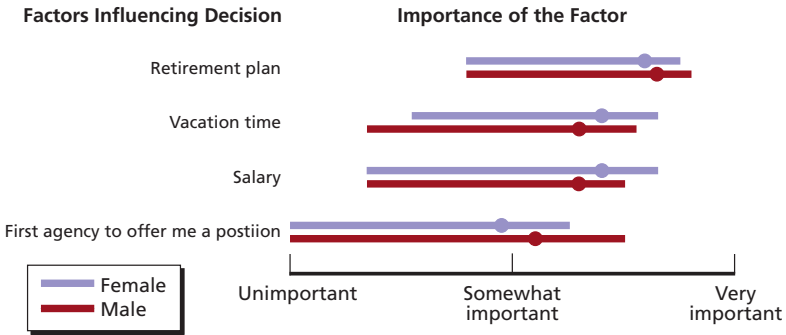 Factors Influencing Decision
Importance of the Factor
Retirement plan
Vacation time
Salary
First agency to offer me a postiion
Female
Male
Unimportant
Somewhat
important
Very
important